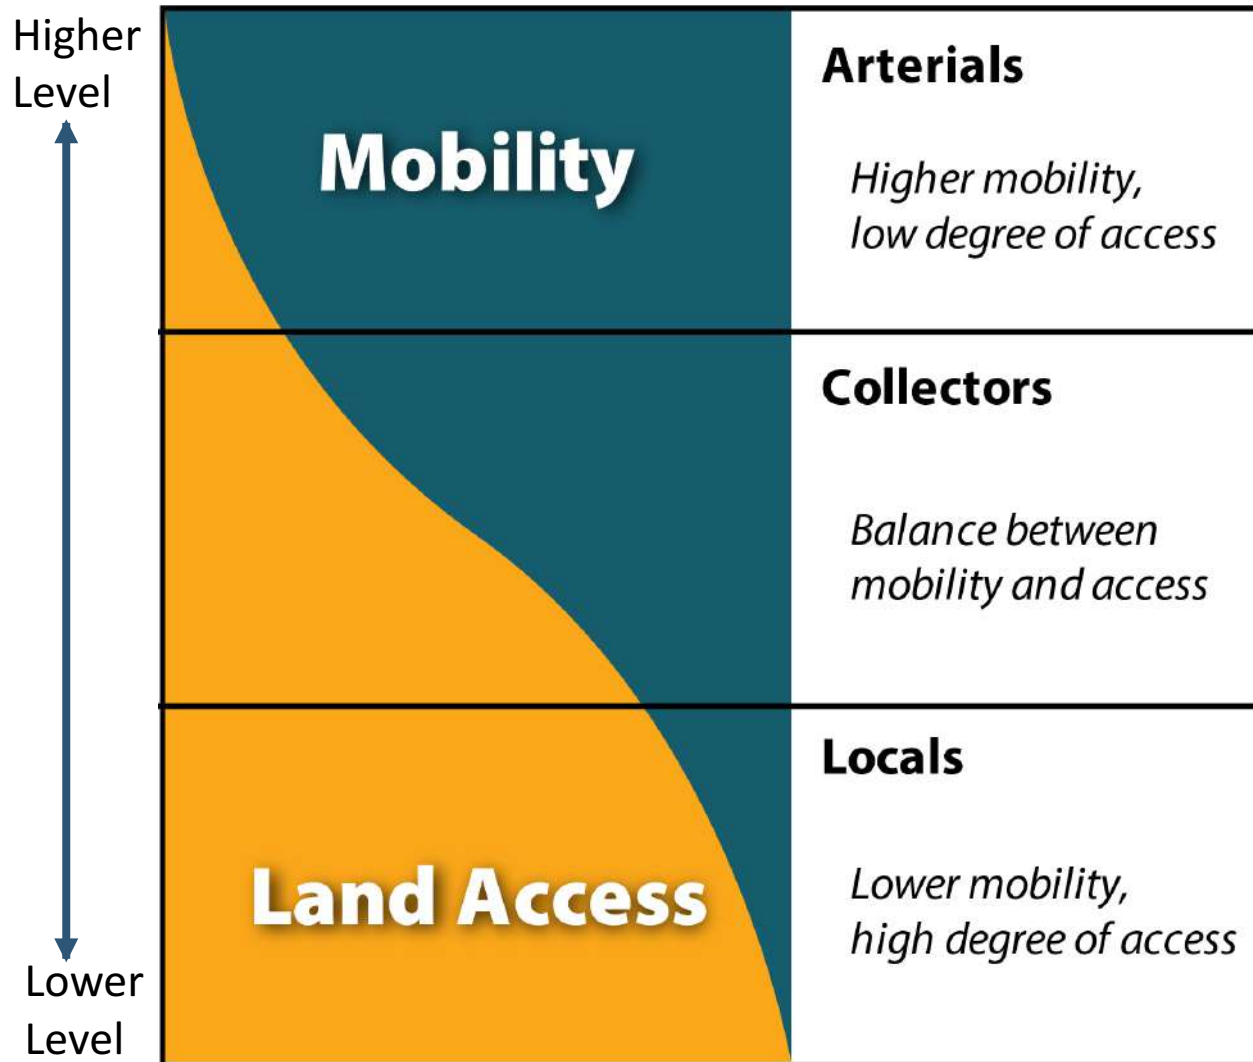 Higher
Level
Mobility
Arterials
Higher mobility,
low degree of access
Collectors
Balance between
mobility and access
Locals
Land Access
Lower mobility,
high degree of access
Lower
Level